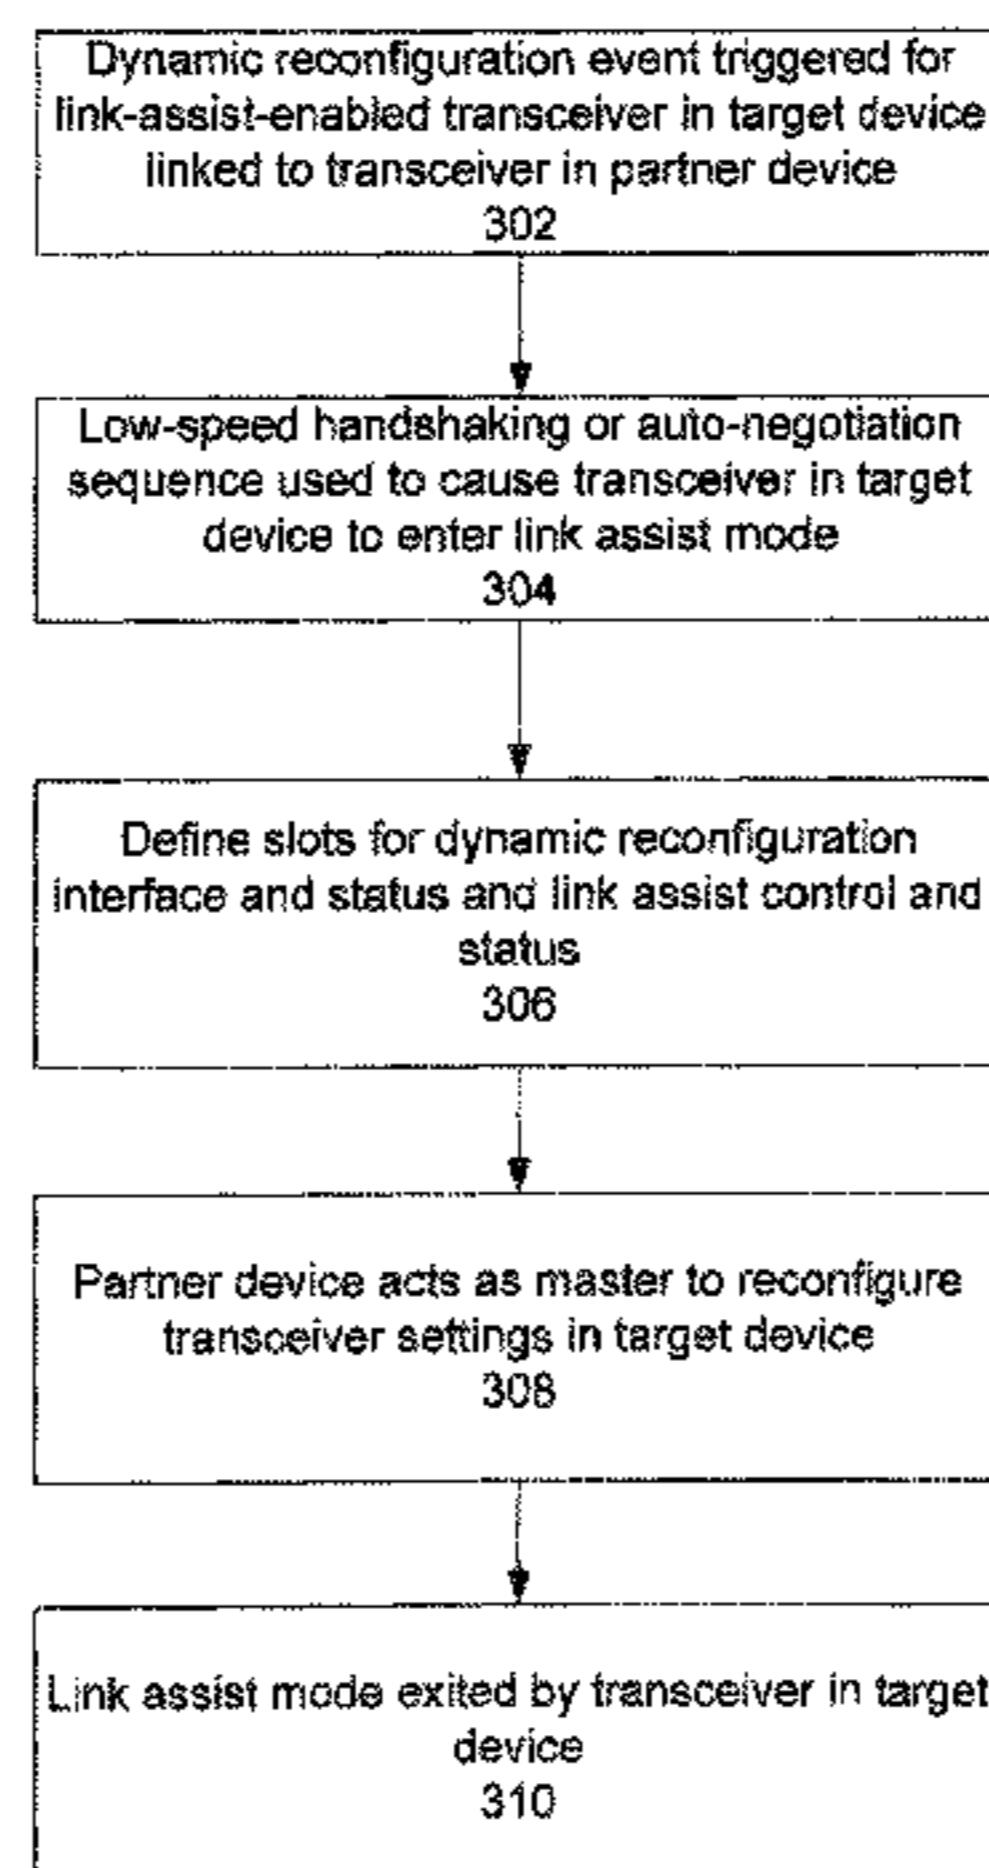 Dynamic reconfiguration event triggered for
link-assist-enabled transceiver in target device
linked to transceiver in partner device
302
Low-speed handshaking or auto-negotiation
sequence used to cause transceiver in target
device to enter link assist mode
304
Define slots for dynamic reconfiguration
interface and status and link assist control and
status
306
Partner device acts as master to reconfigure
transceiver settings in target device
308
Link assist mode exited by transceiver in target
device
310